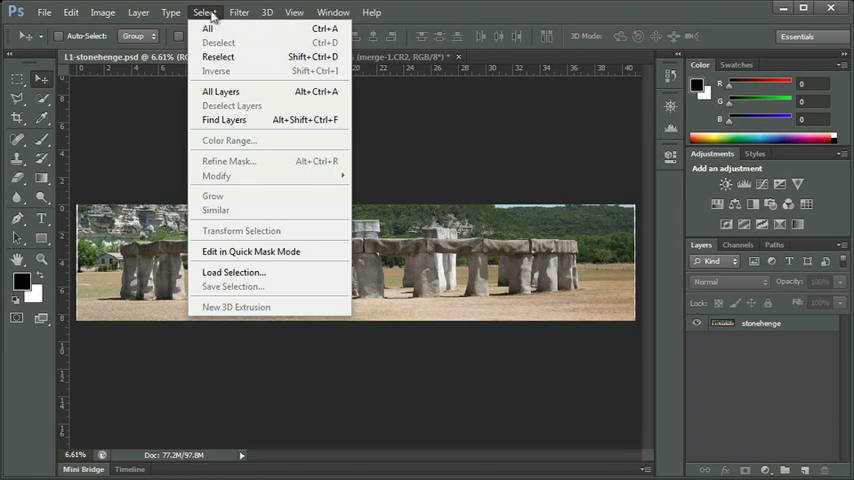 Ps File Edit Image Layer Type Select Filter 3D View Window Help
Auto-Select: Group 3D Mode: Essentials
L1-stonehenge.psd @ 6.61% (merge-1.CR2, RGB/8*) * ×
All Ctrl+A
Deselect Ctrl+D
Reselect Shift+Ctrl+D
Inverse Shift+Ctrl+I
All Layers Alt+Ctrl+A
Deselect Layers
Find Layers Alt+Shift+Ctrl+F
Color Range...
Refine Mask... Alt+Ctrl+R
Modify
Grow
Similar
Transform Selection
Edit in Quick Mask Mode
Load Selection...
Save Selection...
New 3D Extrusion
Color Swatches
R 0
G 0
B 0
Adjustments Styles
Add an adjustment
Layers Channels Paths
Kind
Normal Opacity: 100%
Lock: Fill: 100%
stonehenge
6.61% Doc: 77.2M/97.8M
Mini Bridge Timeline